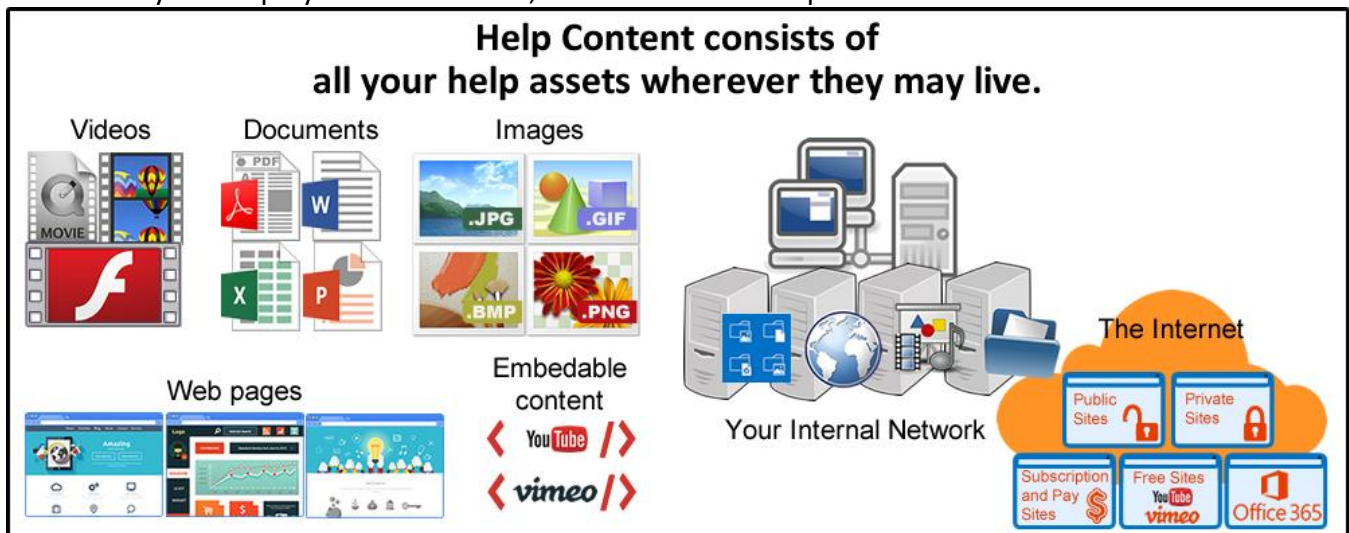 Help Content consists of
all your help assets wherever they may live.
Videos
Documents
Images
MOVIE
PDF
A
W
X
P
.JPG
.GIF
.BMP
.PNG
Web pages
Amazing
Logo
Embedable
content
< YouTube />
< vimeo />
Your Internal Network
The Internet
Public
Sites
Private
Sites
Subscription
and Pay
Sites
$
Free Sites
YouTube
vimeo
Office 365